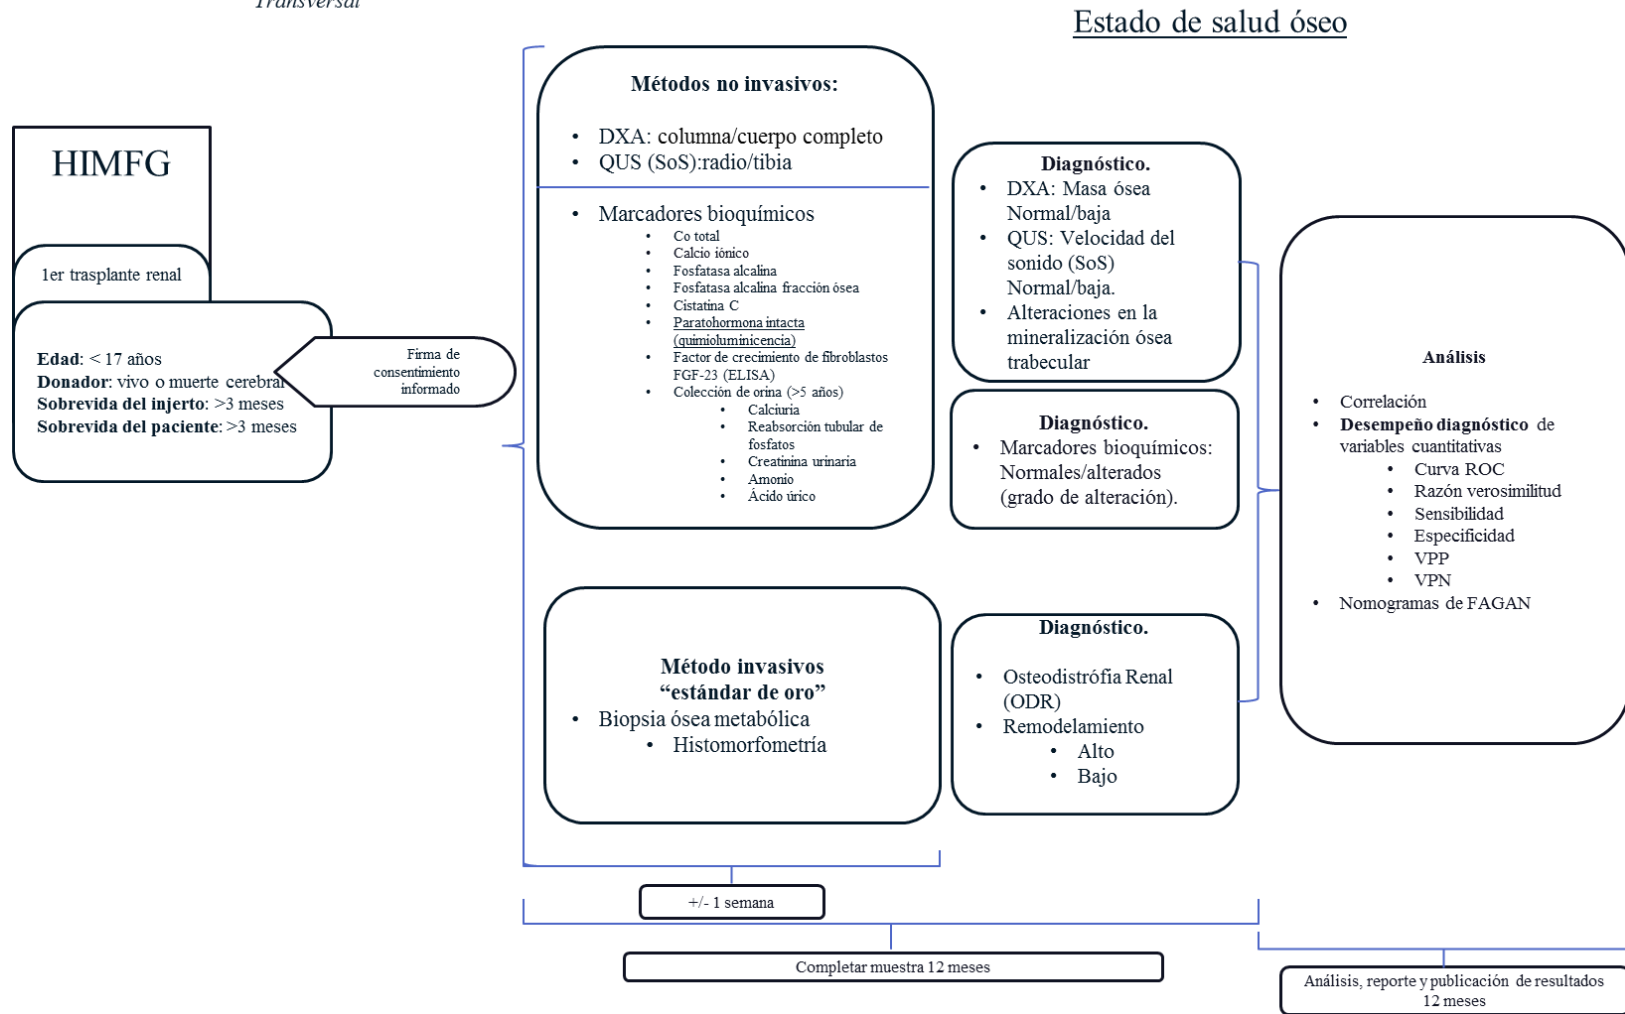 Transversal
Estado de salud óseo
HIMFG
1er trasplante renal
Edad: < 17 años
Donador: vivo o muerte cerebral
Sobrevida del injerto: >3 meses
Sobrevida del paciente: >3 meses
Firma de
consentimiento
informado
Métodos no invasivos:
• DXA: columna/cuerpo completo
• QUS (SoS):radio/tibia
• Marcadores bioquímicos
• Co total
• Calcio iónico
• Fosfatasa alcalina
• Fosfatasa alcalina fracción ósea
• Cistatina C
• Paratohormona intacta
(quimioluminicencia)
• Factor de crecimiento de fibroblastos
FGF-23 (ELISA)
• Colección de orina (>5 años)
• Calciuria
• Reabsorción tubular de
fosfatos
• Creatinina urinaria
• Amonio
• Ácido úrico
Método invasivos
“estándar de oro”
• Biopsia ósea metabólica
• Histomorfometría
Diagnóstico.
• DXA: Masa ósea
Normal/baja
• QUS: Velocidad del
sonido (SoS)
Normal/baja.
• Alteraciones en la
mineralización ósea
trabecular
Diagnóstico.
• Marcadores bioquímicos:
Normales/alterados
(grado de alteración).
Diagnóstico.
• Osteodistrófia Renal
(ODR)
• Remodelamiento
• Alto
• Bajo
Análisis
• Correlación
• Desempeño diagnóstico de
variables cuantitativas
• Curva ROC
• Razón verosimilitud
• Sensibilidad
• Especificidad
• VPP
• VPN
• Nomogramas de FAGAN
+/- 1 semana
Completar muestra 12 meses
Análisis, reporte y publicación de resultados
12 meses